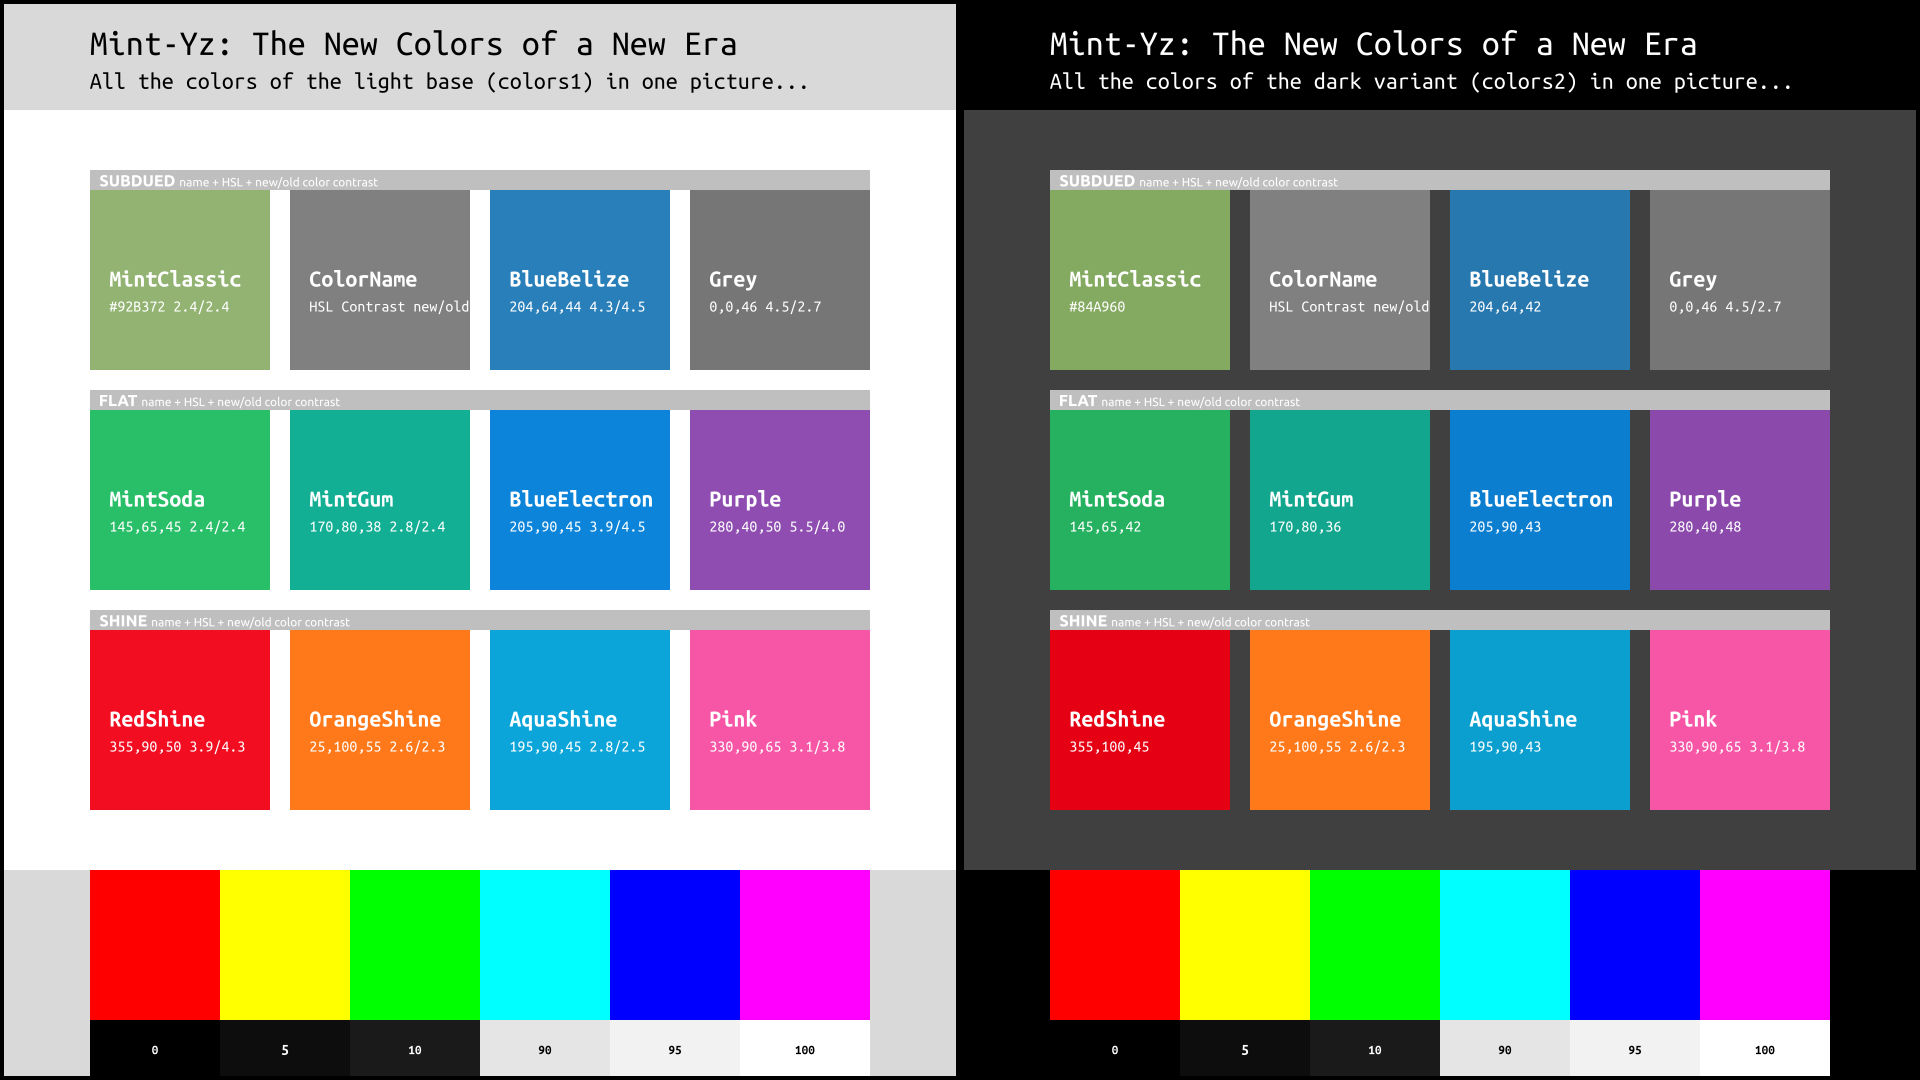 Mint-Yz: The New Colors of a New Era
All the colors of the light base (colors1) in one picture...
SUBDUED name + HSL + new/old color contrast
MintClassic
#92B372 2.4/2.4
ColorName
HSL Contrast new/old
BlueBelize
204,64,44 4.3/4.5
Grey
0,0,46 4.5/2.7
FLAT name + HSL + new/old color contrast
MintSoda
145,65,45 2.4/2.4
MintGum
170,80,38 2.8/2.4
BlueElectron
205,90,45 3.9/4.5
Purple
280,40,50 5.5/4.0
SHINE name + HSL + new/old color contrast
RedShine
355,90,50 3.9/4.3
OrangeShine
25,100,55 2.6/2.3
AquaShine
195,90,45 2.8/2.5
Pink
330,90,65 3.1/3.8
0 5 10 90 95 100
Mint-Yz: The New Colors of a New Era
All the colors of the dark variant (colors2) in one picture...
SUBDUED name + HSL + new/old color contrast
MintClassic
#84A960
ColorName
HSL Contrast new/old
BlueBelize
204,64,42
Grey
0,0,46 4.5/2.7
FLAT name + HSL + new/old color contrast
MintSoda
145,65,42
MintGum
170,80,36
BlueElectron
205,90,43
Purple
280,40,48
SHINE name + HSL + new/old color contrast
RedShine
355,100,45
OrangeShine
25,100,55 2.6/2.3
AquaShine
195,90,43
Pink
330,90,65 3.1/3.8
0 5 10 90 95 100